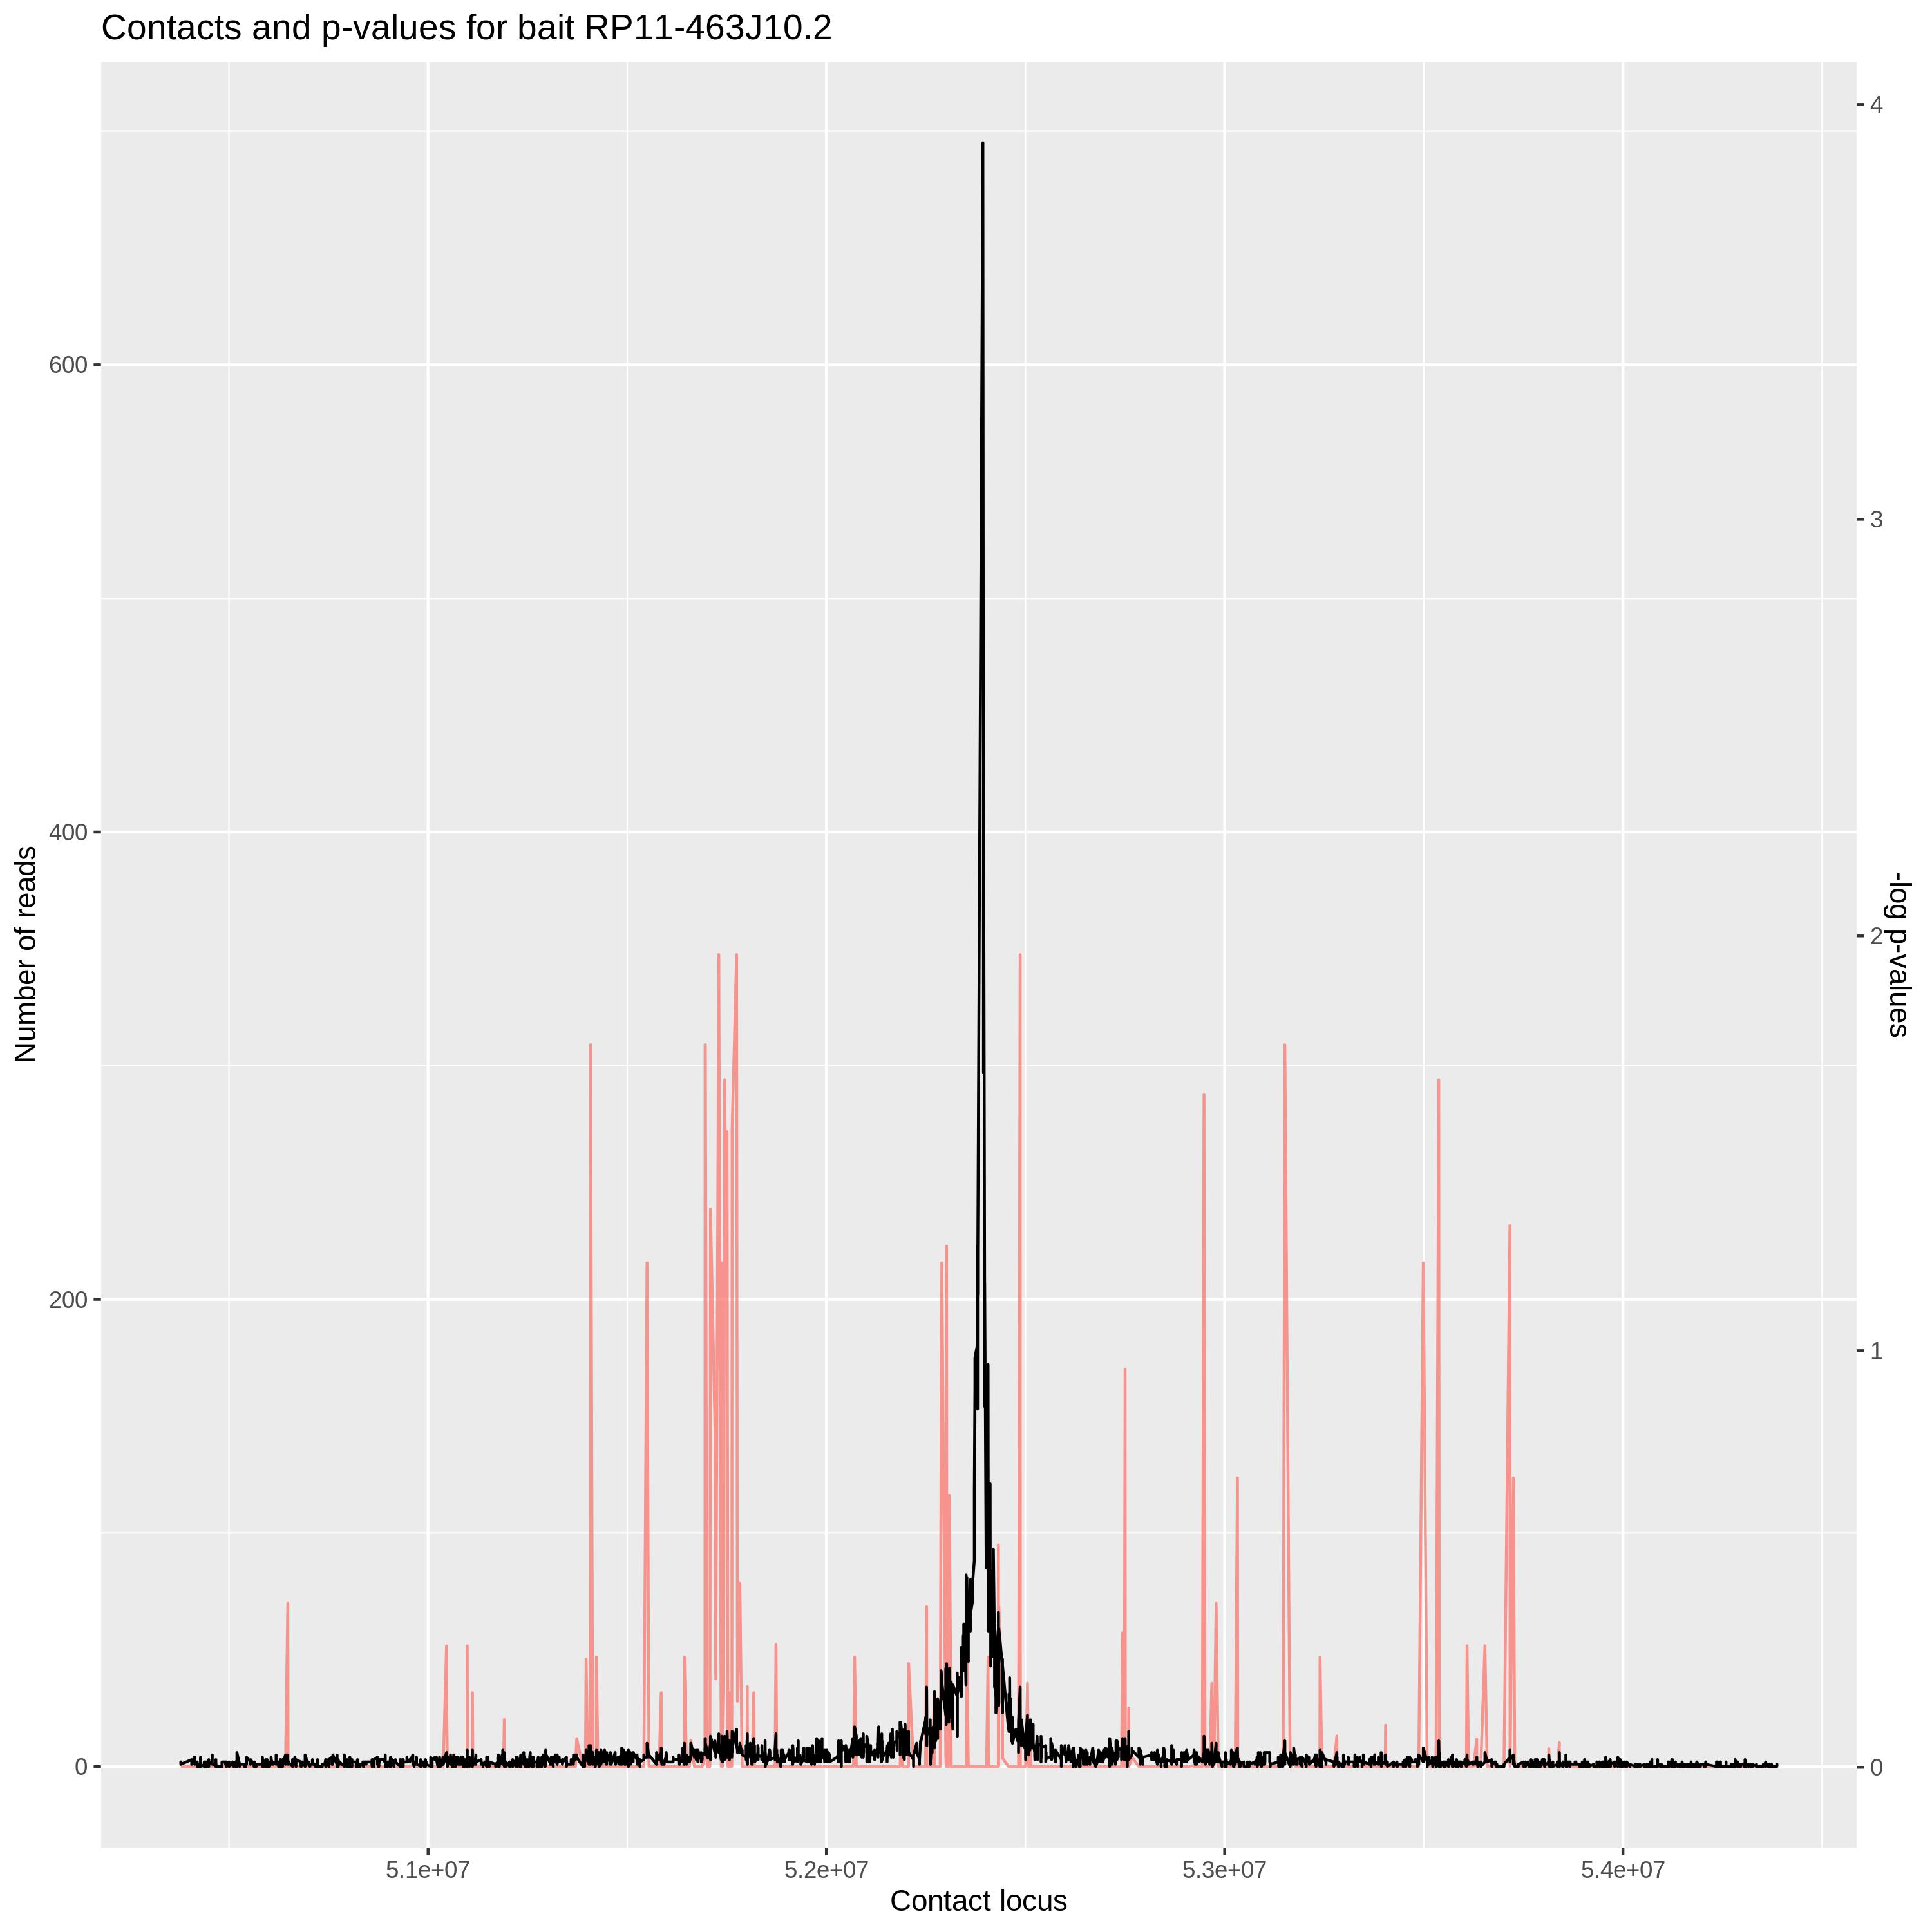 Contacts and p-values for bait RP11-463J10.2
4
3
2
1
0
600
400
200
0
Number of reads
-log p-values
5.1e+07 5.2e+07 5.3e+07 5.4e+07
Contact locus